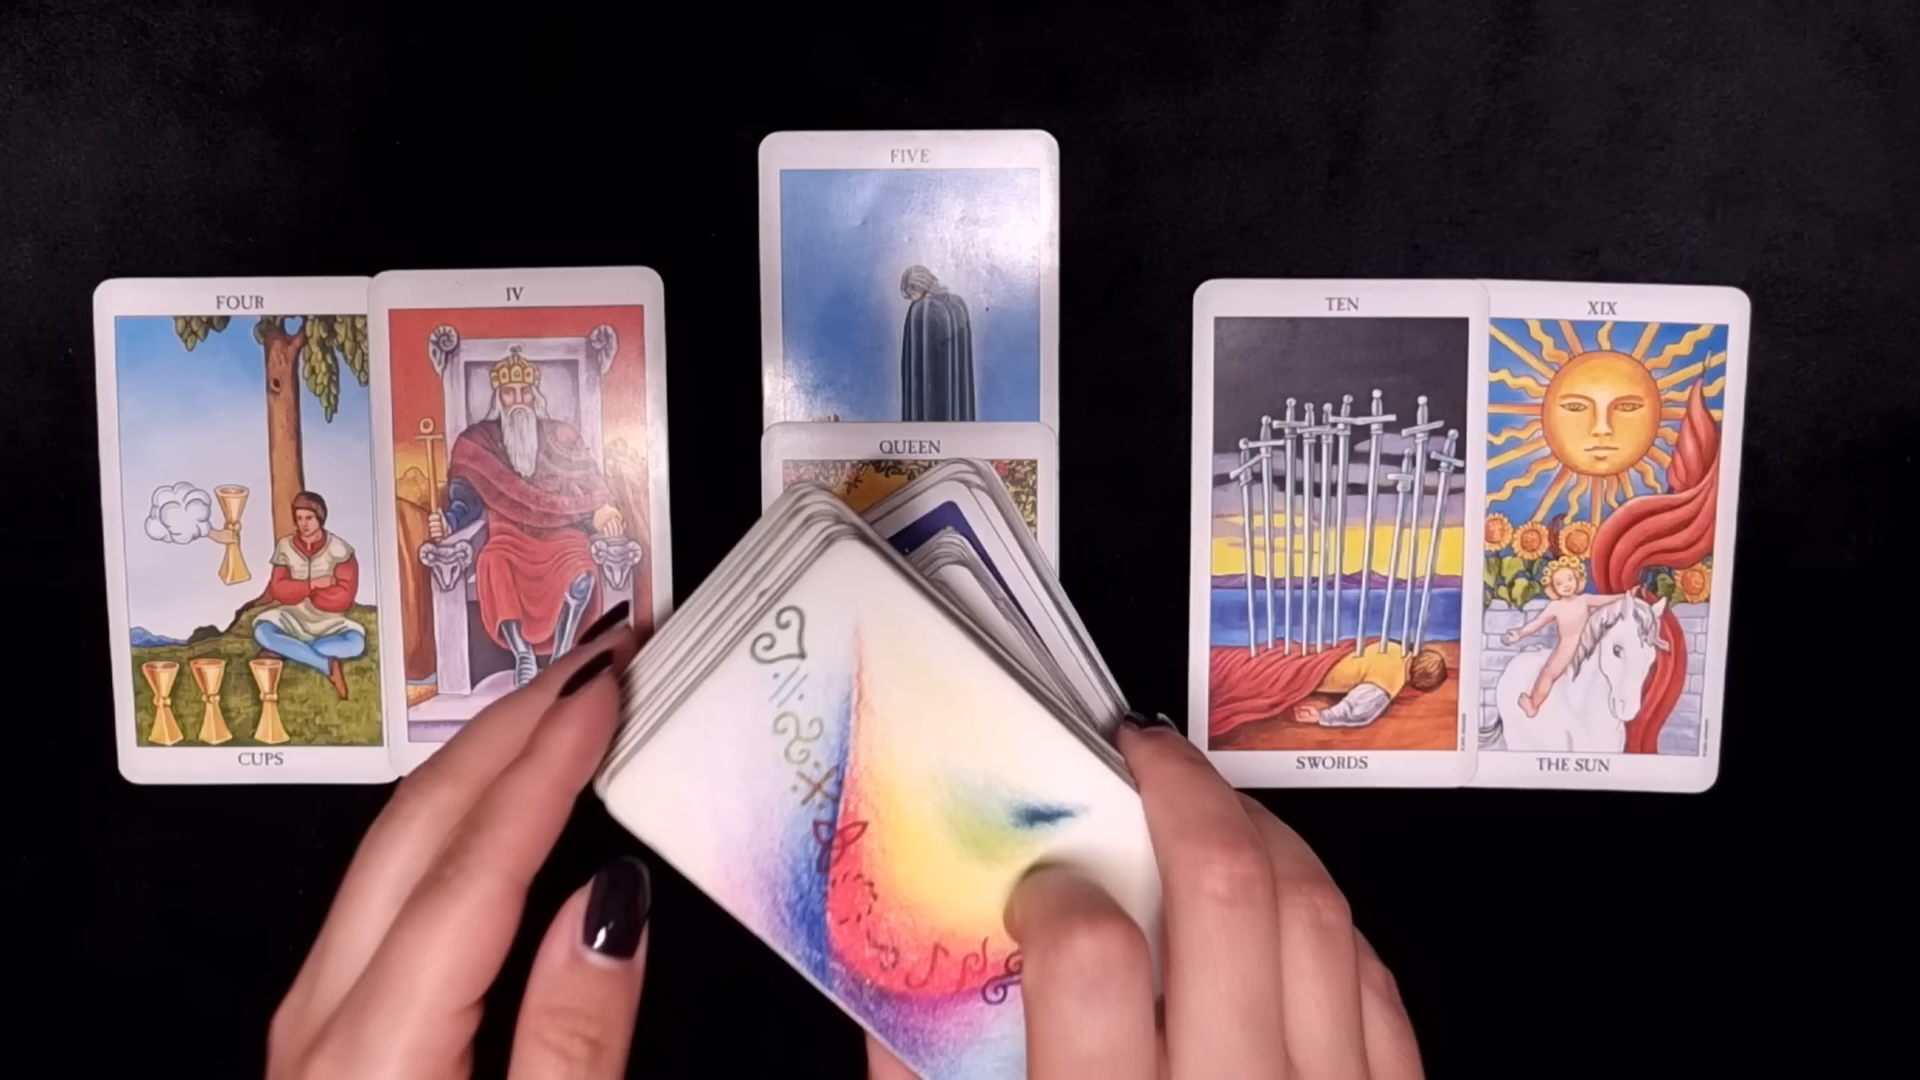 FOUR
CUPS
IV
FIVE
QUEEN
TEN
SWORDS
XIX
THE SUN